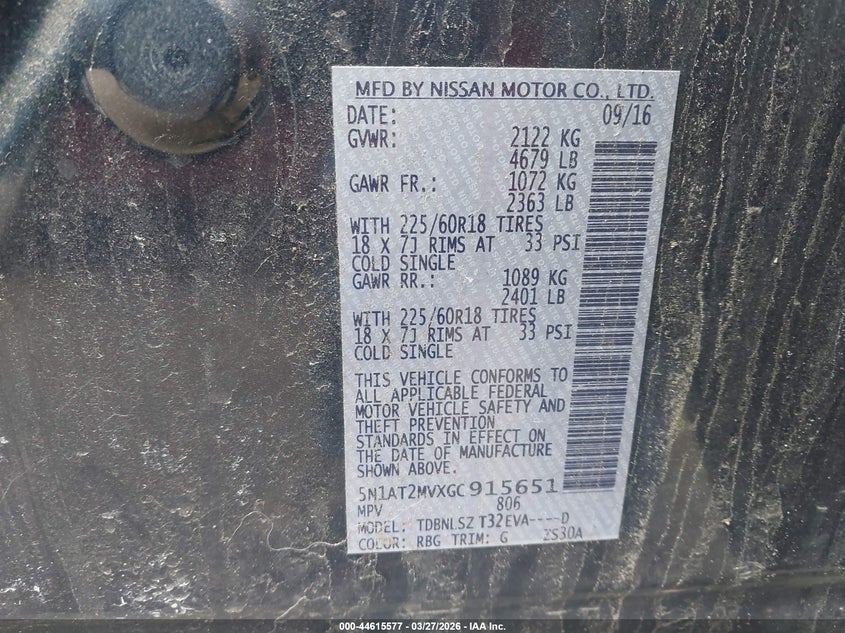 MFD BY NISSAN MOTOR CO., LTD.
DATE: 09/16
GVWR: 2122 KG
4679 LB
GAWR FR.: 1072 KG
2363 LB
WITH 225/60R18 TIRES
18 X 7J RIMS AT 33 PSI
COLD SINGLE
GAWR RR.: 1089 KG
2401 LB
WITH 225/60R18 TIRES
18 X 7J RIMS AT 33 PSI
COLD SINGLE
THIS VEHICLE CONFORMS TO
ALL APPLICABLE FEDERAL
MOTOR VEHICLE SAFETY AND
THEFT PREVENTION
STANDARDS IN EFFECT ON
THE DATE OF MANUFACTURE
SHOWN ABOVE.
5N1AT2MVXGC915651
MPV 806
MODEL: TDBNLSZ T32EVA----D
COLOR: RBG TRIM: G ZS30A
000-44615577 — 03/27/2026 — IAA Inc.